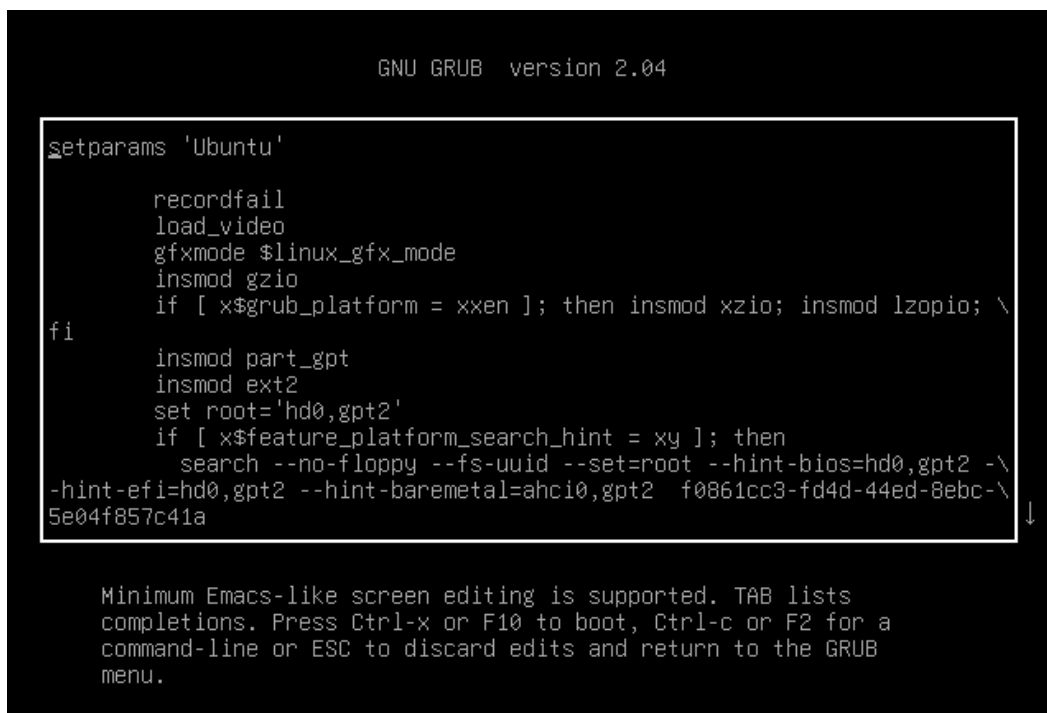 GNU GRUB  version 2.04
setparams 'Ubuntu'
recordfail
load_video
gfxmode $linux_gfx_mode
insmod gzio
if [ x$grub_platform = xxen ]; then insmod xzio; insmod lzopio; \
fi
insmod part_gpt
insmod ext2
set root='hd0,gpt2'
if [ x$feature_platform_search_hint = xy ]; then
search --no-floppy --fs-uuid --set=root --hint-bios=hd0,gpt2 -\
-hint-efi=hd0,gpt2 --hint-baremetal=ahci0,gpt2  f0861cc3-fd4d-44ed-8ebc-\
5e04f857c41a
↓
Minimum Emacs-like screen editing is supported. TAB lists
completions. Press Ctrl-x or F10 to boot, Ctrl-c or F2 for a
command-line or ESC to discard edits and return to the GRUB
menu.